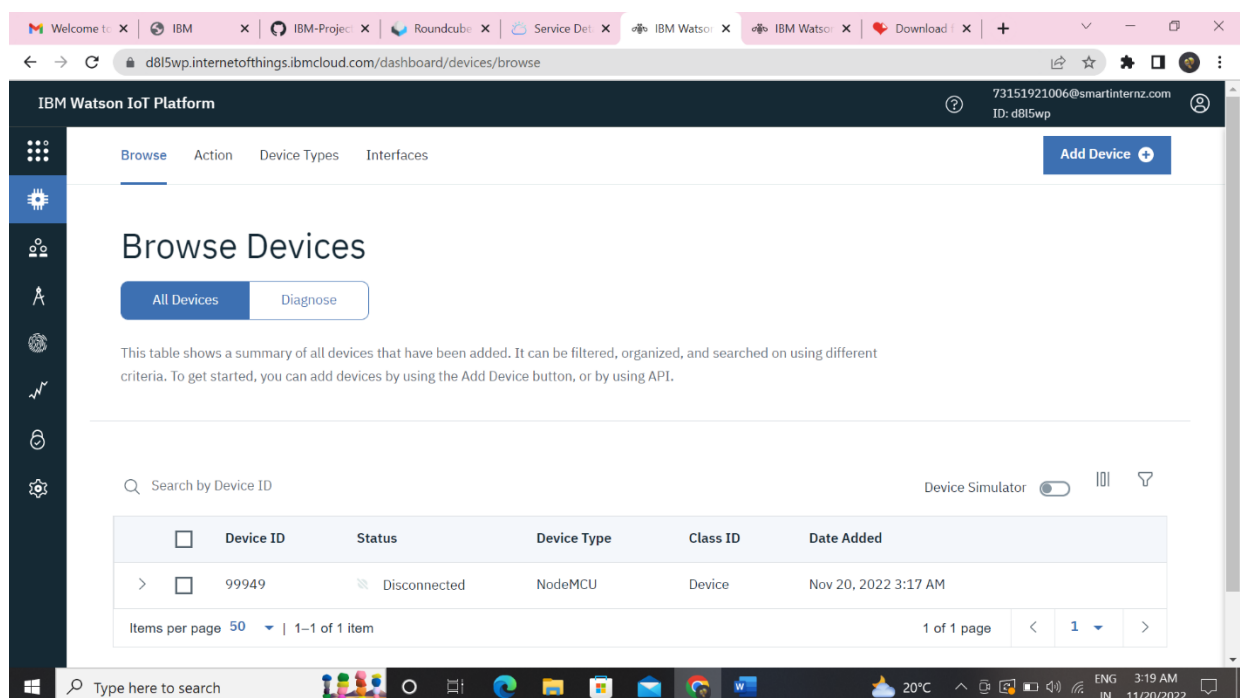 Welcome to
IBM
IBM-Projec
Roundcube
Service Det
IBM Watson
IBM Watson
Download
d8l5wp.internetofthings.ibmcloud.com/dashboard/devices/browse
IBM Watson IoT Platform
73151921006@smartinternz.com
ID: d8l5wp
Browse Action Device Types Interfaces
Add Device
Browse Devices
All Devices Diagnose
This table shows a summary of all devices that have been added. It can be filtered, organized, and searched on using different
criteria. To get started, you can add devices by using the Add Device button, or by using API.
Search by Device ID
Device Simulator
Device ID Status Device Type Class ID Date Added
99949 Disconnected NodeMCU Device Nov 20, 2022 3:17 AM
Items per page 50 | 1–1 of 1 item
1 of 1 page 1
Type here to search
20°C
ENG
IN
3:19 AM
11/20/2022